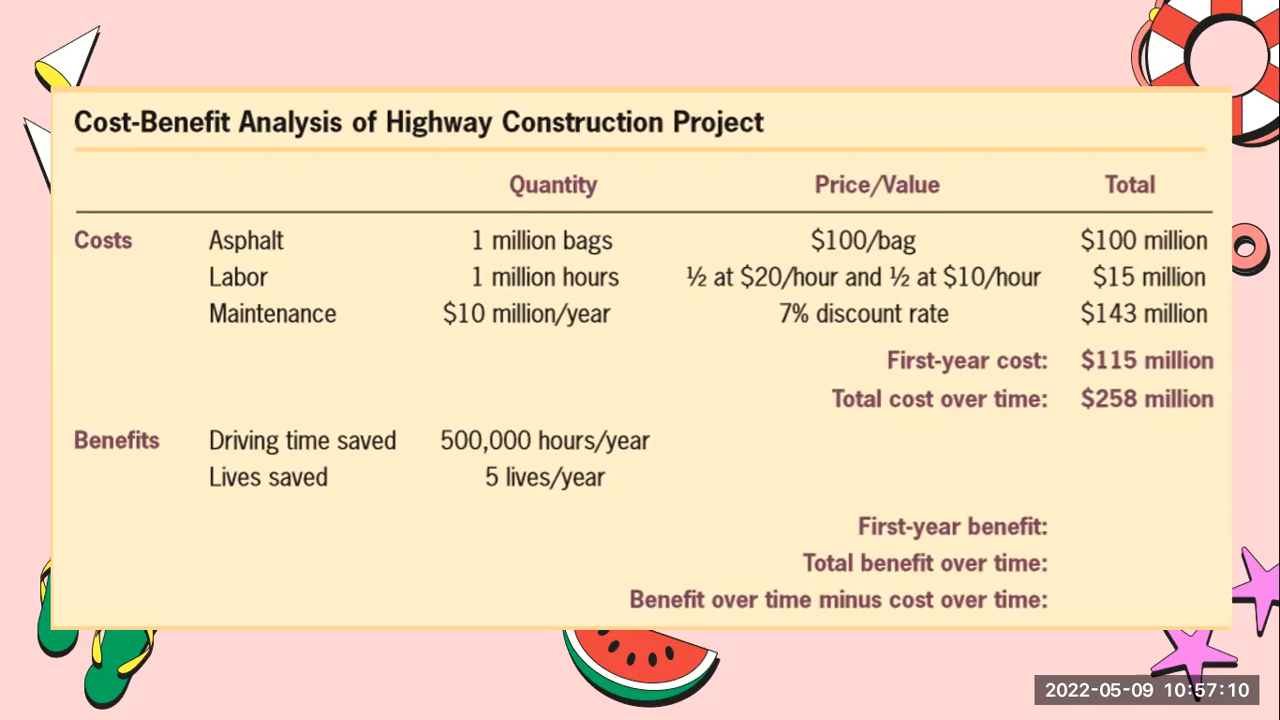 Cost-Benefit Analysis of Highway Construction Project
Quantity Price/Value Total
Costs Asphalt 1 million bags $100/bag $100 million
Labor 1 million hours ½ at $20/hour and ½ at $10/hour $15 million
Maintenance $10 million/year 7% discount rate $143 million
First-year cost: $115 million
Total cost over time: $258 million
Benefits Driving time saved 500,000 hours/year
Lives saved 5 lives/year
First-year benefit:
Total benefit over time:
Benefit over time minus cost over time:
2022-05-09 10:57:10